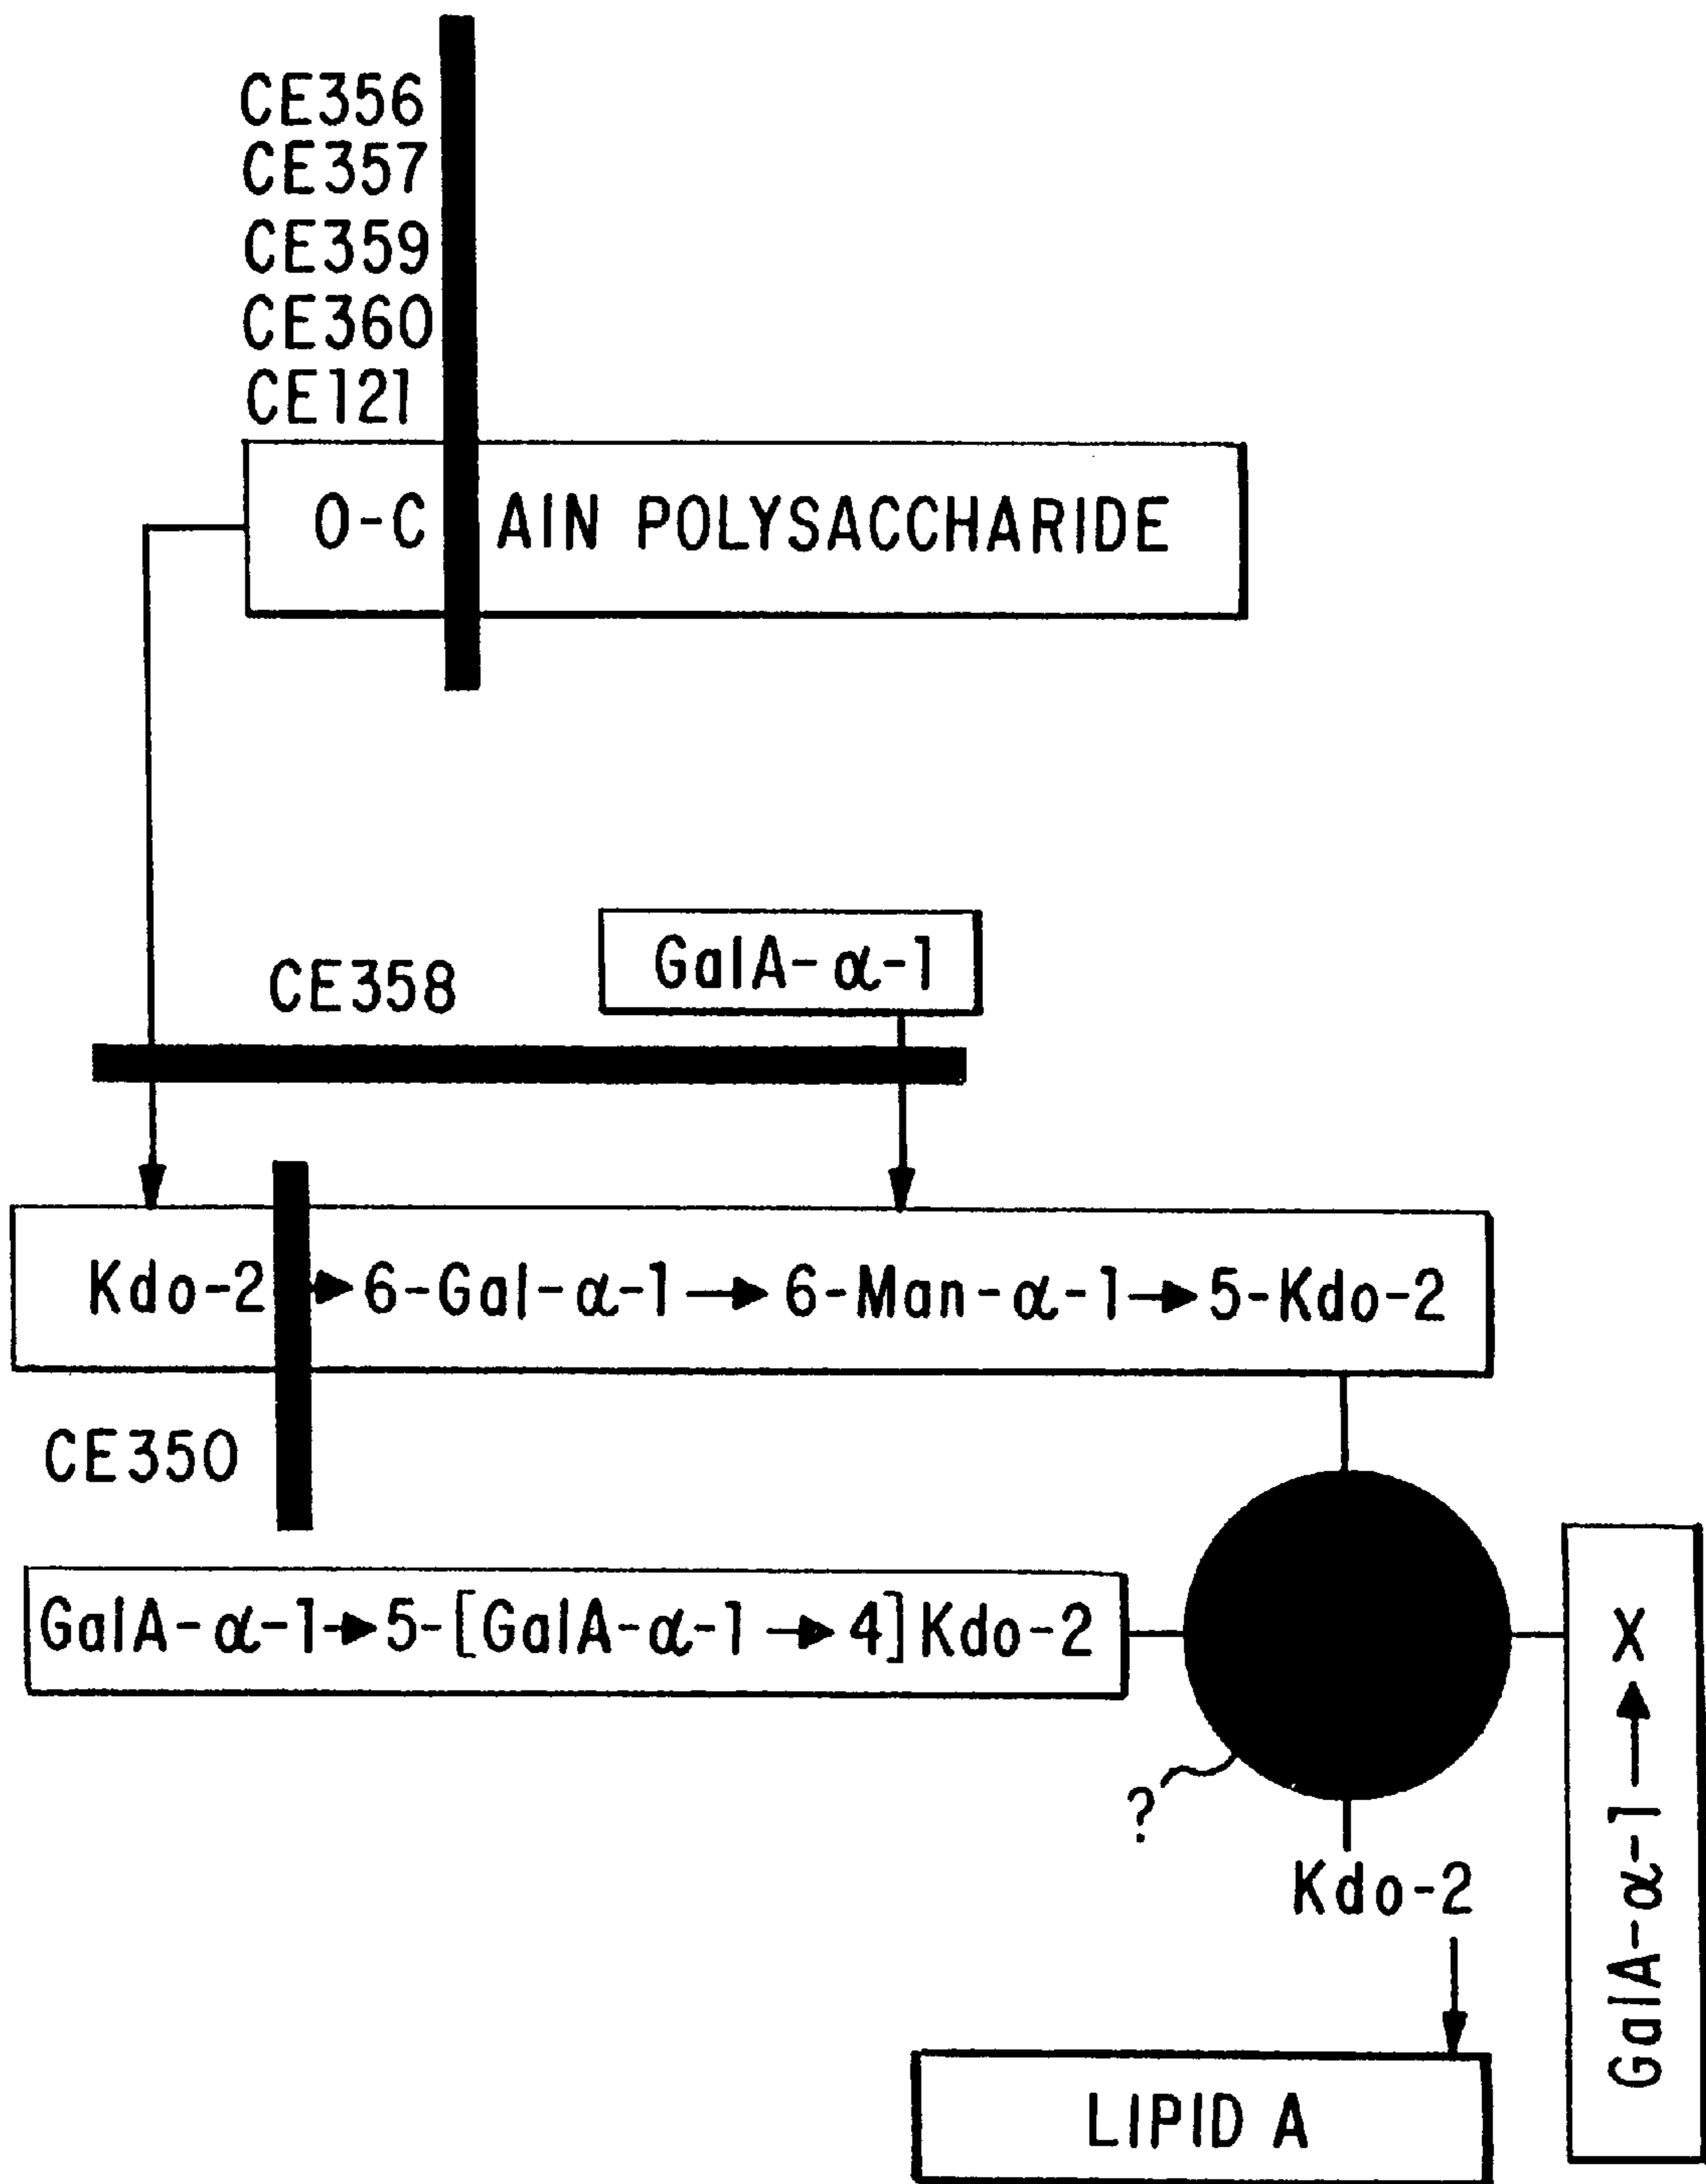 CE356
CE357
CE359
CE360
CE121
O-C AIN POLYSACCHARIDE
GalA-α-1
CE358
Kdo-2 → 6-Gal-α-1 → 6-Man-α-1 → 5-Kdo-2
CE350
GalA-α-1 → 5-[GalA-α-1 → 4]Kdo-2
GalA-α-1 → X
?
Kdo-2
LIPID A